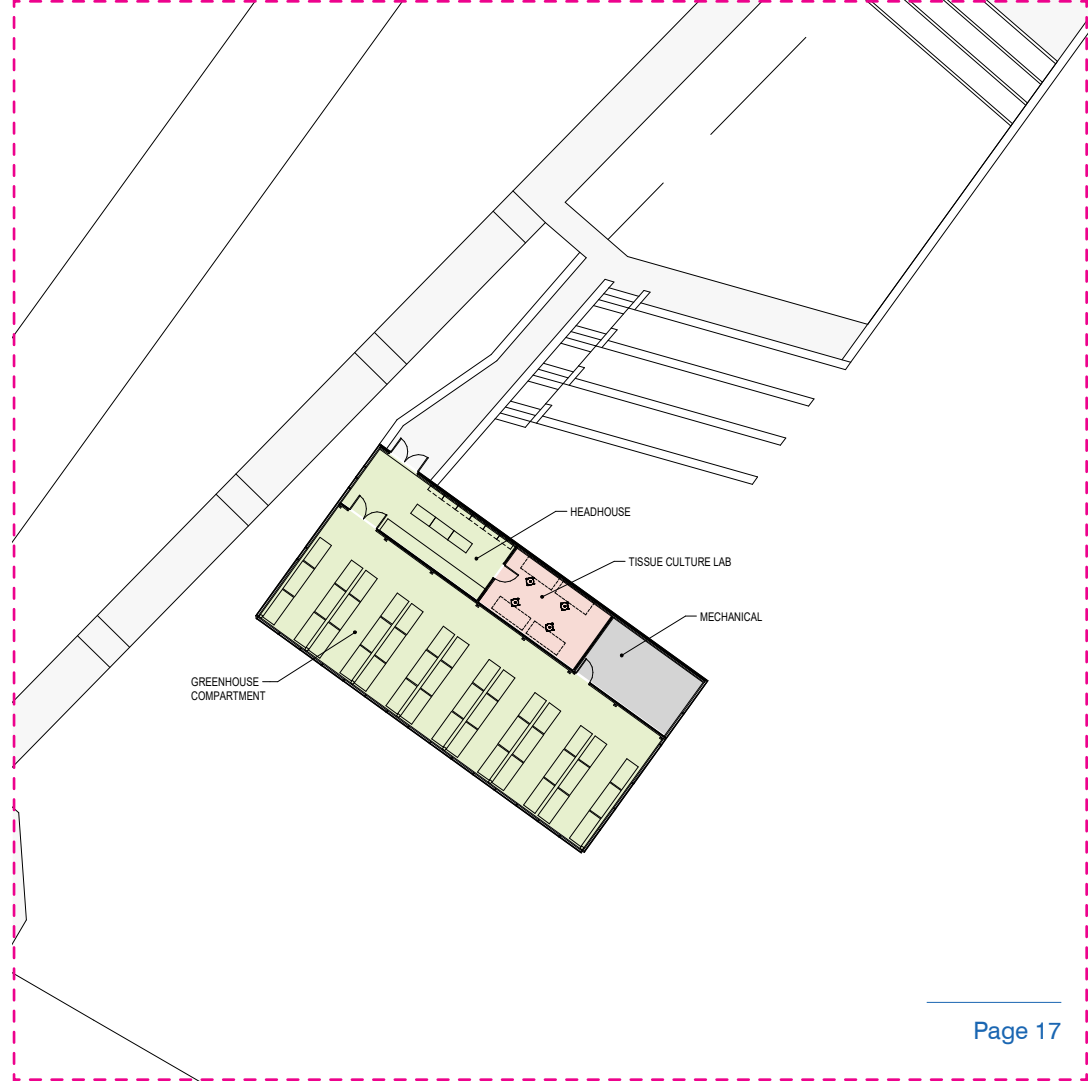 HEADHOUSE
TISSUE CULTURE LAB
MECHANICAL
GREENHOUSE
COMPARTMENT
Page 17